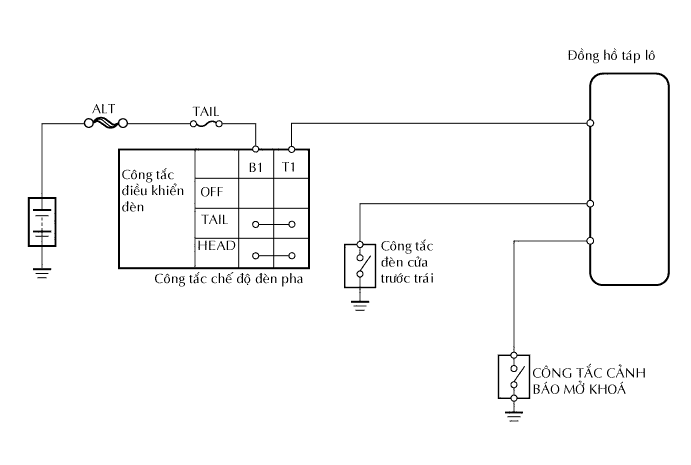 Đồng hồ táp lô
ALT
TAIL
B1 T1
Công tắc
điều khiển
đèn
OFF
TAIL
HEAD
Công tắc chế độ đèn pha
Công tắc
đèn cửa
trước trái
CÔNG TẮC CẢNH
BÁO MỞ KHOÁ